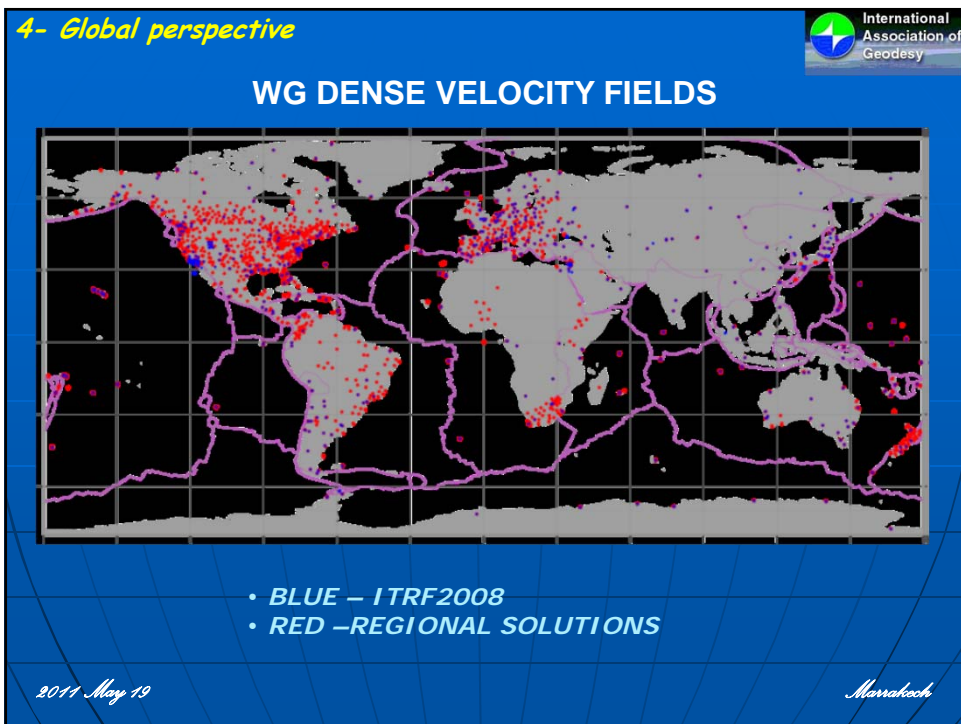 4- Global perspective
International
Association of
Geodesy
WG DENSE VELOCITY FIELDS
• BLUE – ITRF2008
• RED –REGIONAL SOLUTIONS
2011 May 19
Marrakech